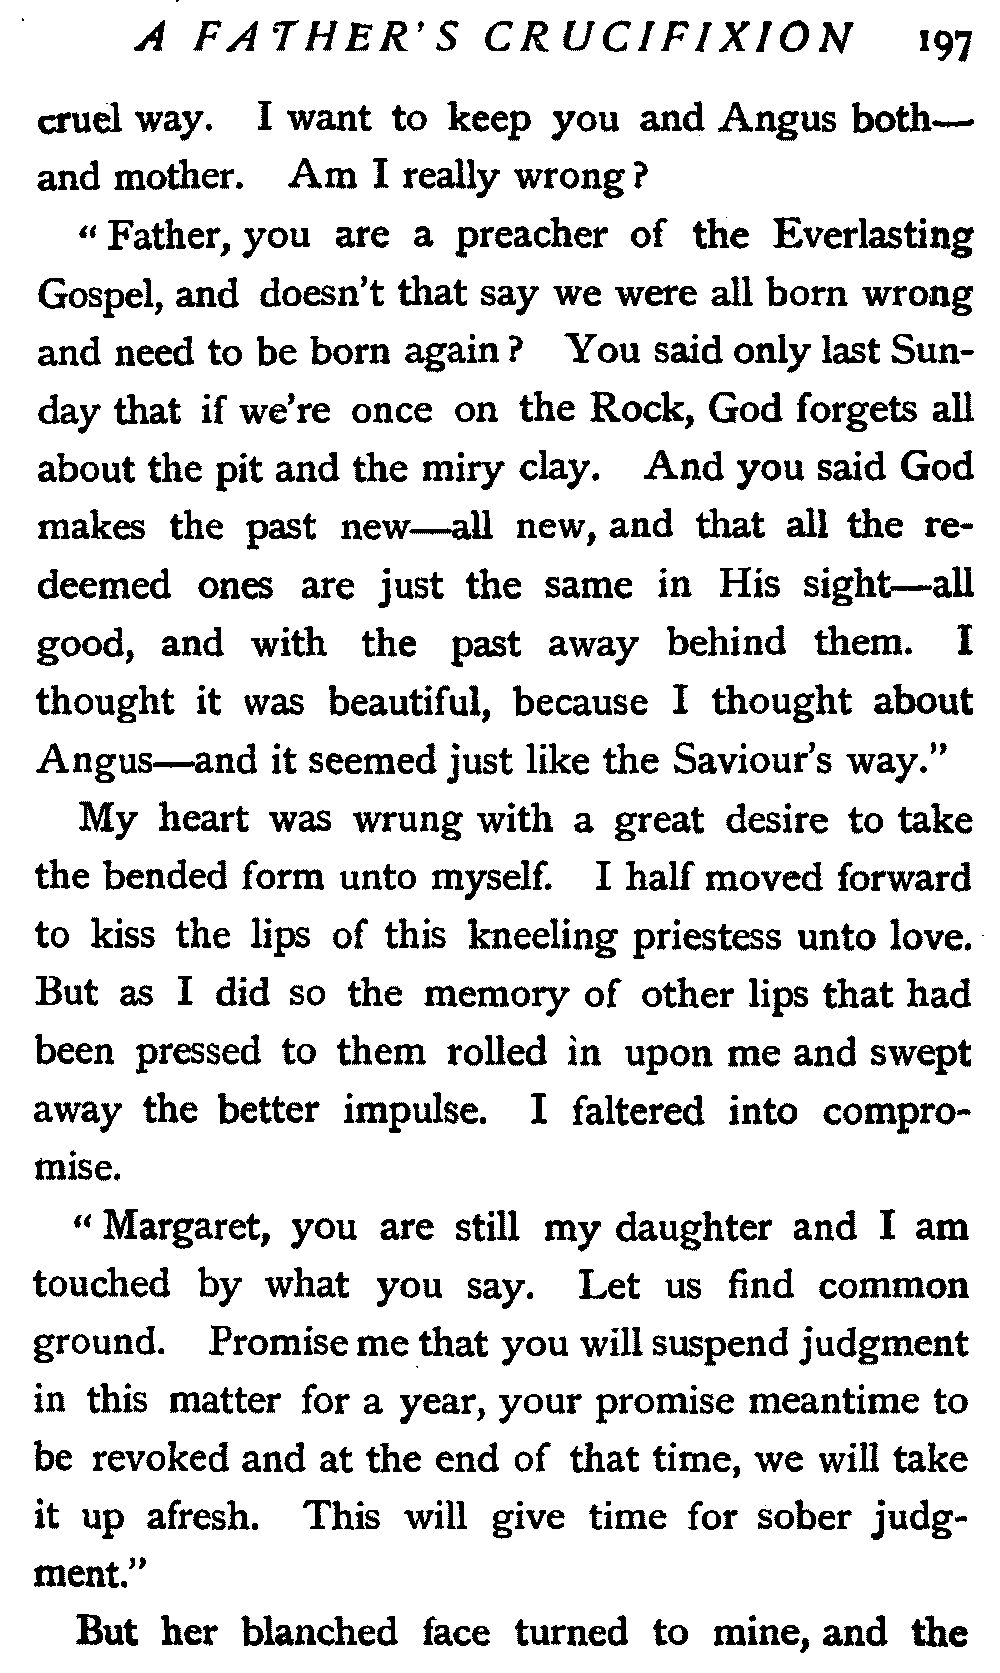 A FATHER'S CRUCIFIXION 197
cruel way. I want to keep you and Angus both—
and mother. Am I really wrong?
"Father, you are a preacher of the Everlasting
Gospel, and doesn't that say we were all born wrong
and need to be born again? You said only last Sun-
day that if we're once on the Rock, God forgets all
about the pit and the miry clay. And you said God
makes the past new—all new, and that all the re-
deemed ones are just the same in His sight—all
good, and with the past away behind them. I
thought it was beautiful, because I thought about
Angus—and it seemed just like the Saviour's way."
My heart was wrung with a great desire to take
the bended form unto myself. I half moved forward
to kiss the lips of this kneeling priestess unto love.
But as I did so the memory of other lips that had
been pressed to them rolled in upon me and swept
away the better impulse. I faltered into compro-
mise.
"Margaret, you are still my daughter and I am
touched by what you say. Let us find common
ground. Promise me that you will suspend judgment
in this matter for a year, your promise meantime to
be revoked and at the end of that time, we will take
it up afresh. This will give time for sober judg-
ment."
But her blanched face turned to mine, and the